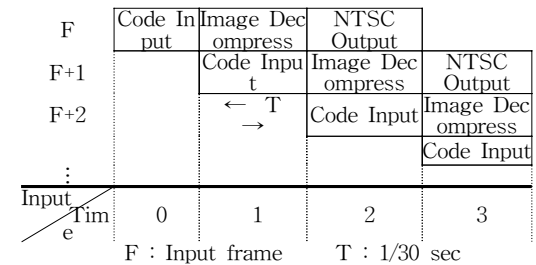 F
Code In
put
Image Dec
ompress
NTSC
Output
F+1
Code Inpu
t
Image Dec
ompress
NTSC
Output
F+2
← T
→
Code Input
Image Dec
ompress
Code Input
⋮
Input
Tim
e
0
1
2
3
F : Input frame T : 1/30 sec